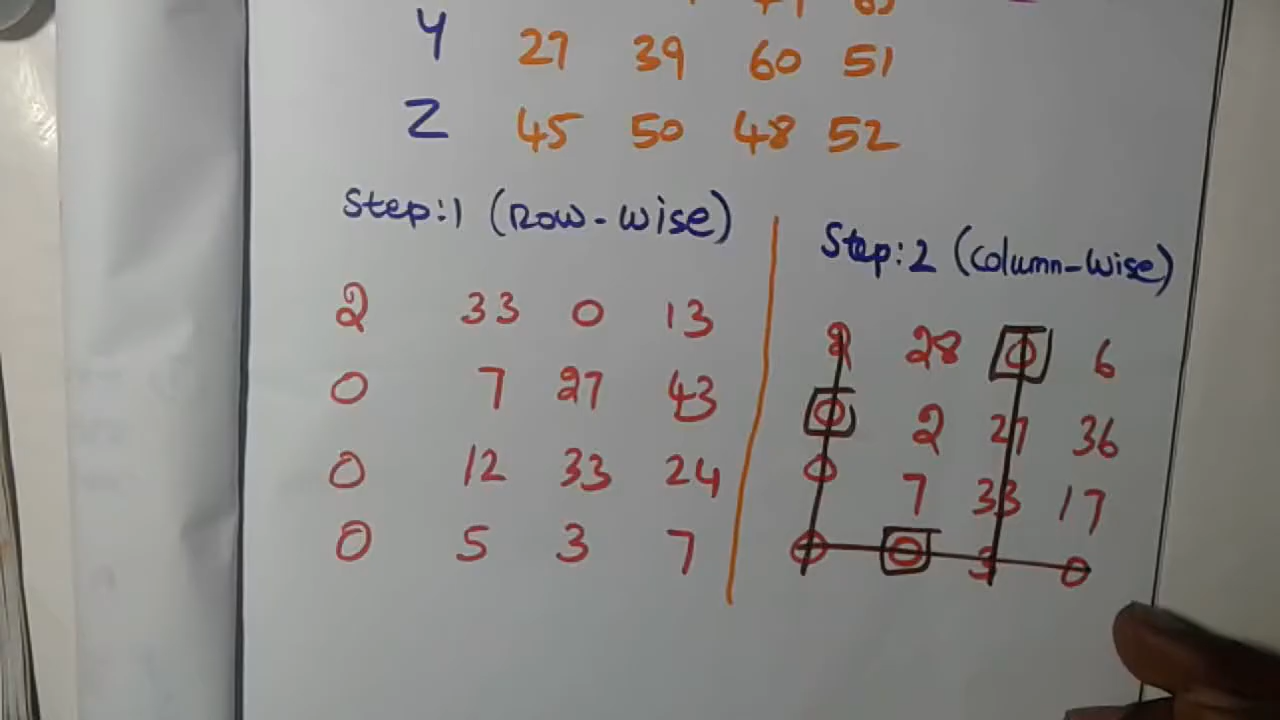 Y 27 39 60 51
Z 45 50 48 52
Step:1 (Row-wise)
2 33 0 13
0 7 27 43
0 12 33 24
0 5 3 7
Step:2 (Column-wise)
2 28 0 6
0 2 27 36
0 7 33 17
0 0 3 0